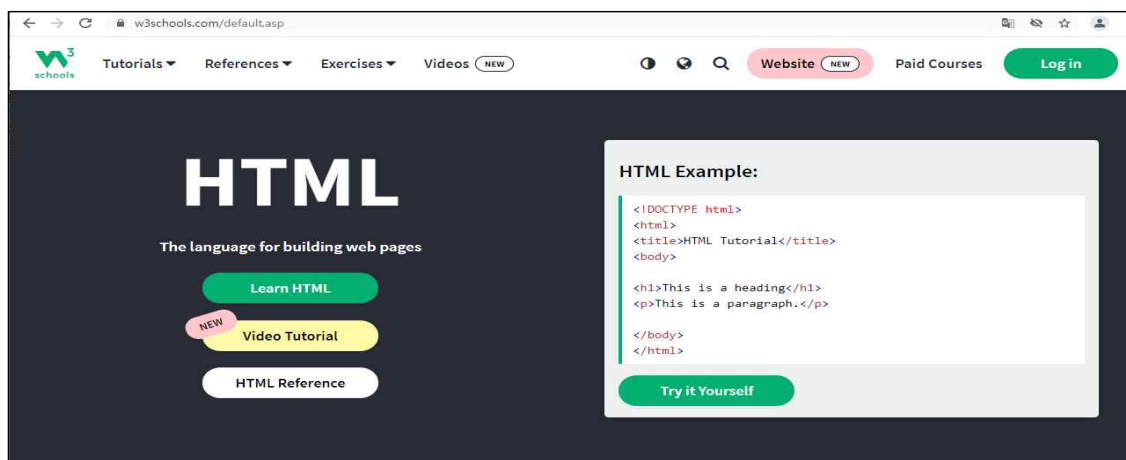 w3schools.com/default.asp
W3 schools
Tutorials References Exercises Videos NEW Website NEW Paid Courses Log in
HTML
The language for building web pages
Learn HTML
NEW
Video Tutorial
HTML Reference
HTML Example:
<!DOCTYPE html>
<html>
<title>HTML Tutorial</title>
<body>
<h1>This is a heading</h1>
<p>This is a paragraph.</p>
</body>
</html>
Try it Yourself